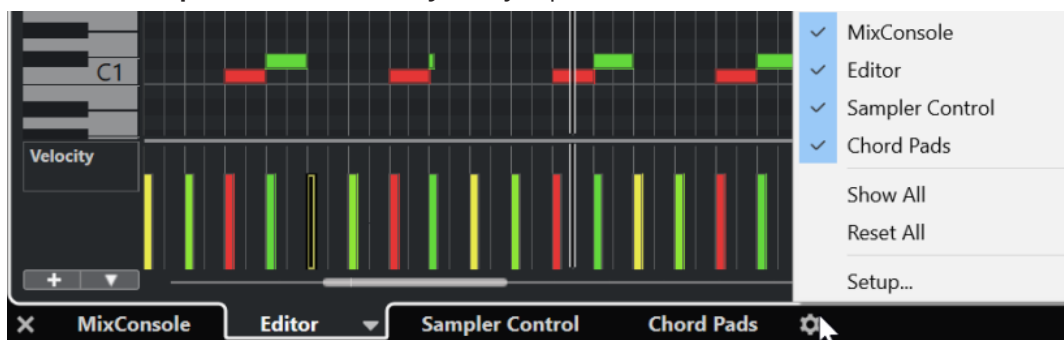 C1
Velocity
MixConsole
Editor
Sampler Control
Chord Pads
Show All
Reset All
Setup...
MixConsole Editor Sampler Control Chord Pads